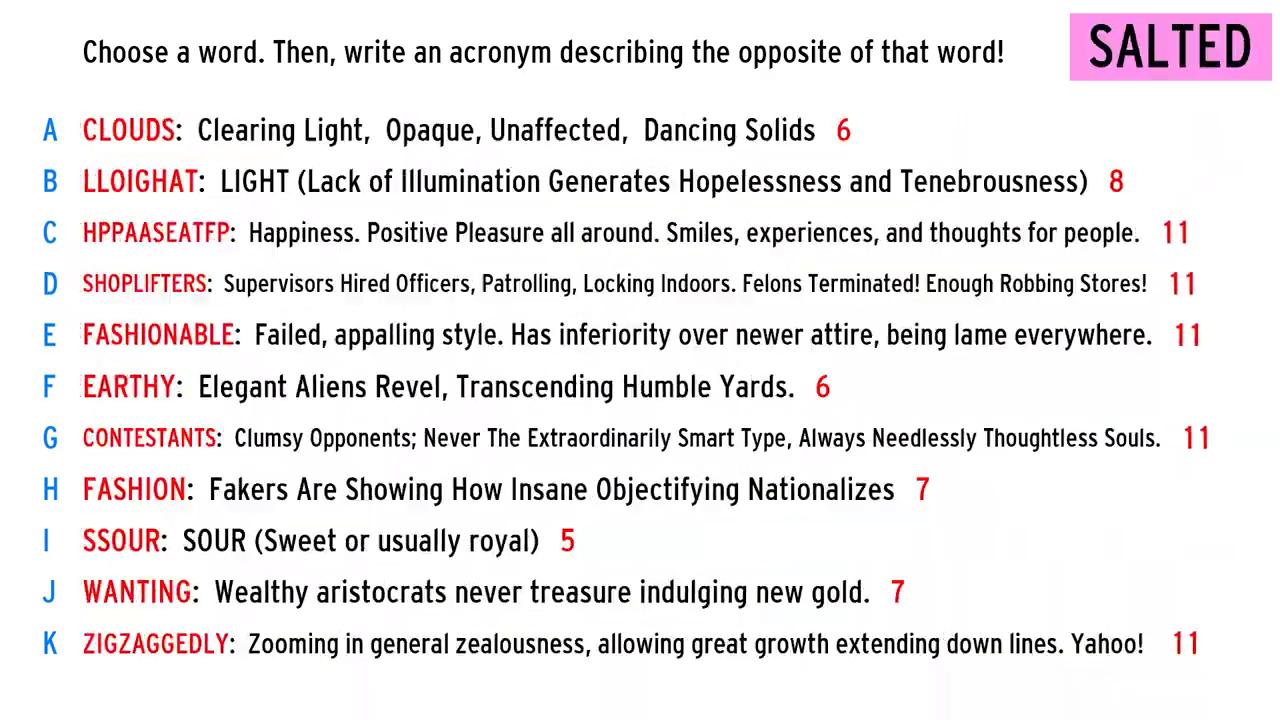 Choose a word. Then, write an acronym describing the opposite of that word!
SALTED
A CLOUDS: Clearing Light, Opaque, Unaffected, Dancing Solids 6
B LLOIGHAT: LIGHT (Lack of Illumination Generates Hopelessness and Tenebrousness) 8
C HPPAASEATFP: Happiness. Positive Pleasure all around. Smiles, experiences, and thoughts for people. 11
D SHOPLIFTERS: Supervisors Hired Officers, Patrolling, Locking Indoors. Felons Terminated! Enough Robbing Stores! 11
E FASHIONABLE: Failed, appalling style. Has inferiority over newer attire, being lame everywhere. 11
F EARTHY: Elegant Aliens Revel, Transcending Humble Yards. 6
G CONTESTANTS: Clumsy Opponents; Never The Extraordinarily Smart Type, Always Needlessly Thoughtless Souls. 11
H FASHION: Fakers Are Showing How Insane Objectifying Nationalizes 7
I SSOUR: SOUR (Sweet or usually royal) 5
J WANTING: Wealthy aristocrats never treasure indulging new gold. 7
K ZIGZAGGEDLY: Zooming in general zealousness, allowing great growth extending down lines. Yahoo! 11